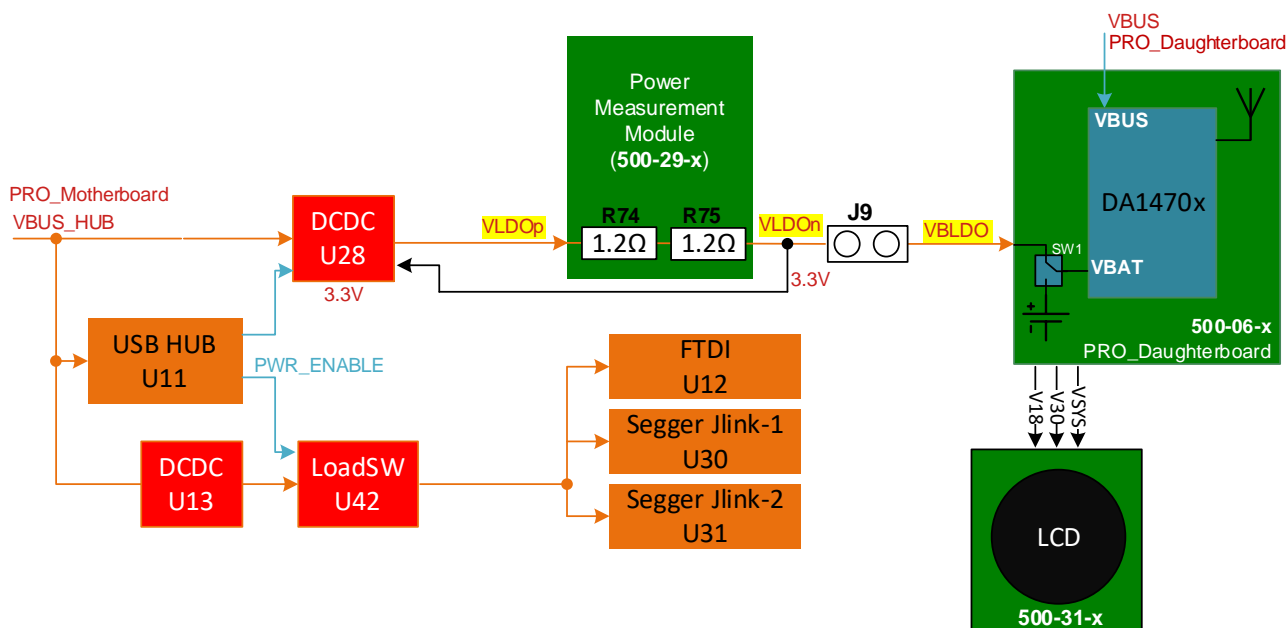 VBUS
PRO_Daughterboard
Power
Measurement
Module
(500-29-x)
VBUS
DA1470x
PRO_Motherboard
VBUS_HUB
DCDC
U28
3.3V
VLDOp
R74
1.2Ω
R75
1.2Ω
VLDOn
3.3V
J9
VBLDO
SW1
VBAT
+
-
500-06-x
PRO_Daughterboard
USB HUB
U11
PWR_ENABLE
FTDI
U12
Segger Jlink-1
U30
Segger Jlink-2
U31
DCDC
U13
LoadSW
U42
V18
V30
VSYS
LCD
500-31-x